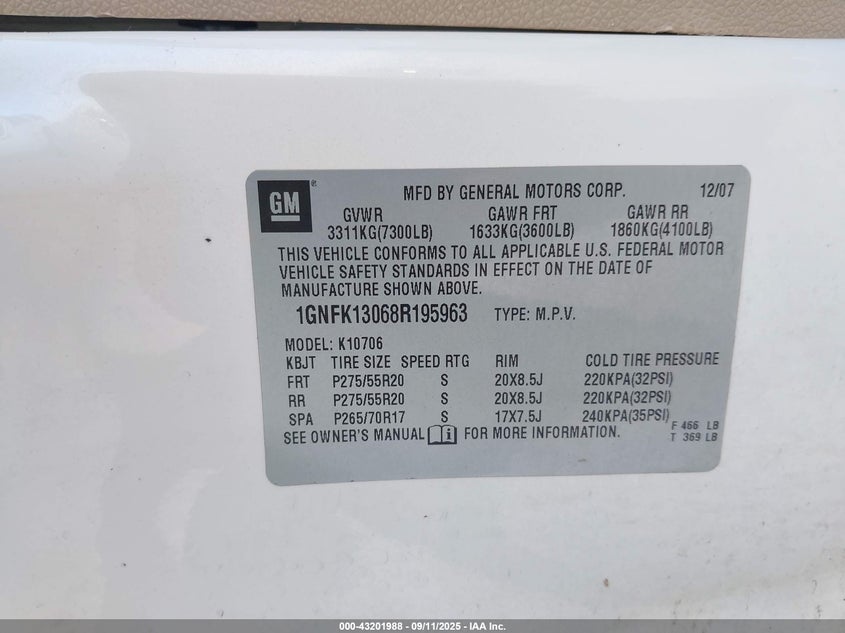 GM ®
MFD BY GENERAL MOTORS CORP. 12/07
GVWR GAWR FRT GAWR RR
3311KG(7300LB) 1633KG(3600LB) 1860KG(4100LB)
THIS VEHICLE CONFORMS TO ALL APPLICABLE U.S. FEDERAL MOTOR
VEHICLE SAFETY STANDARDS IN EFFECT ON THE DATE OF
MANUFACTURE SHOWN ABOVE.
1GNFK13068R195963 TYPE: M.P.V.
MODEL: K10706
KBJT TIRE SIZE SPEED RTG RIM COLD TIRE PRESSURE
FRT P275/55R20 S 20X8.5J 220KPA(32PSI)
RR P275/55R20 S 20X8.5J 220KPA(32PSI)
SPA P265/70R17 S 17X7.5J 240KPA(35PSI)
F 466 LB
SEE OWNER'S MANUAL FOR MORE INFORMATION. T 369 LB
000-43201988 - 09/11/2025 - IAA Inc.